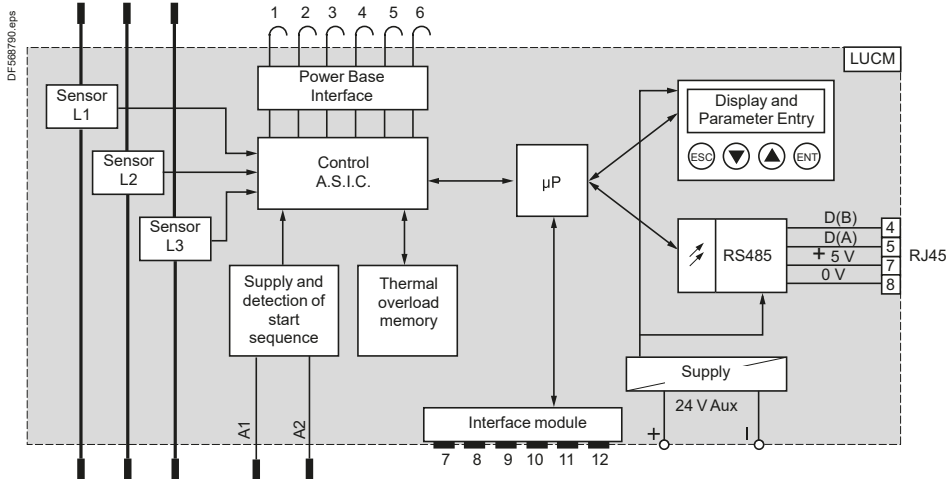 DF568790.eps
1 2 3 4 5 6
LUCM
Power Base
Interface
Sensor
L1
Sensor
L2
Sensor
L3
Control
A.S.I.C.
µP
Display and
Parameter Entry
ESC ENT
RS485
D(B)
D(A)
+ 5 V
0 V
4
5
7
8
RJ45
Supply and
detection of
start
sequence
Thermal
overload
memory
Supply
24 V Aux
+ −
A1
A2
Interface module
7 8 9 10 11 12